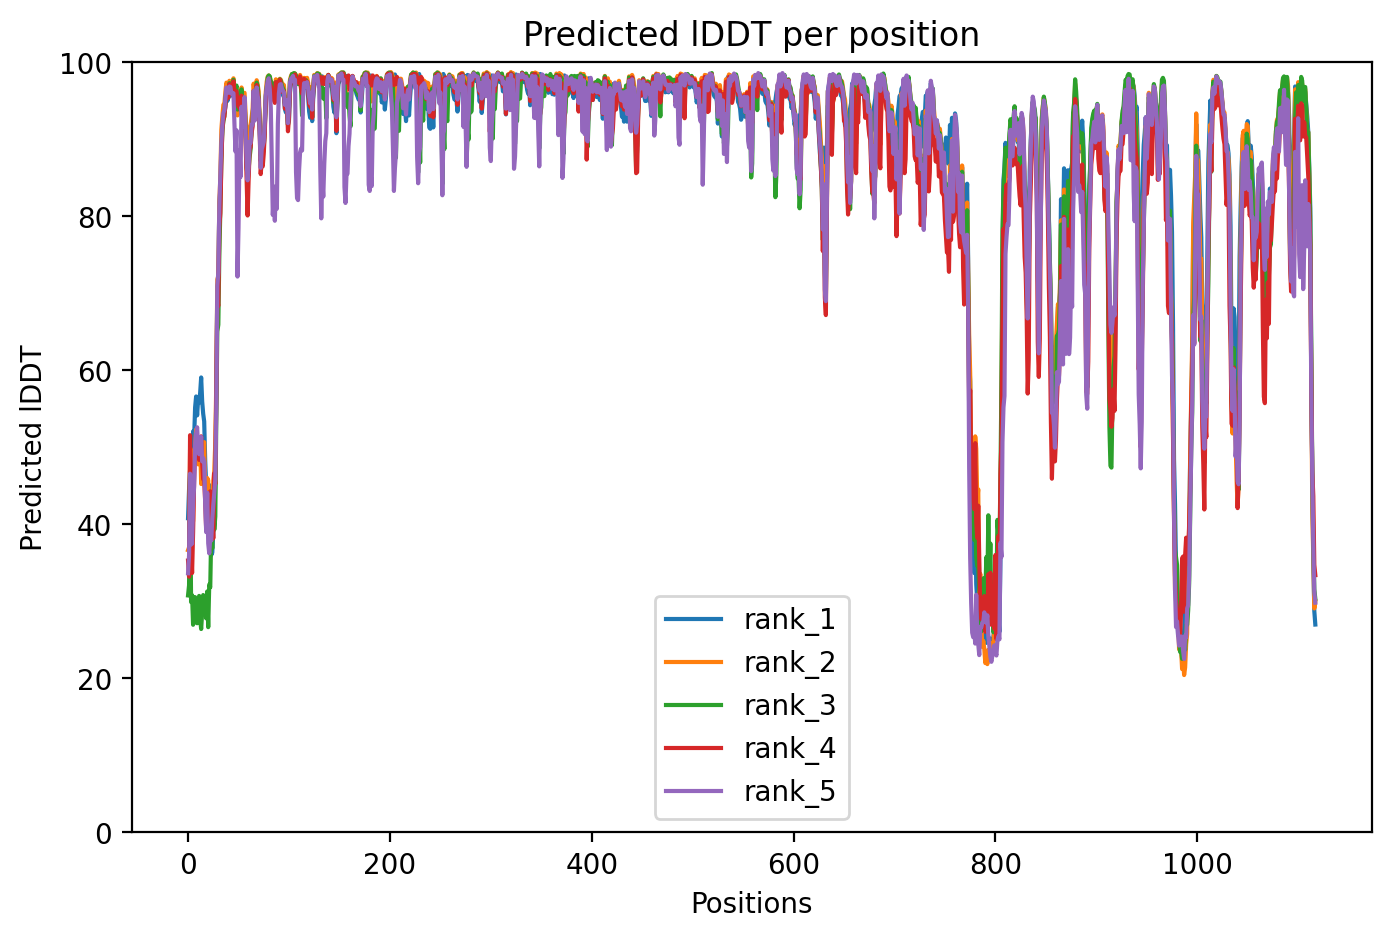 Predicted lDDT per position
100
80
60
40
20
0
Predicted lDDT
0 200 400 600 800 1000
Positions
rank_1
rank_2
rank_3
rank_4
rank_5